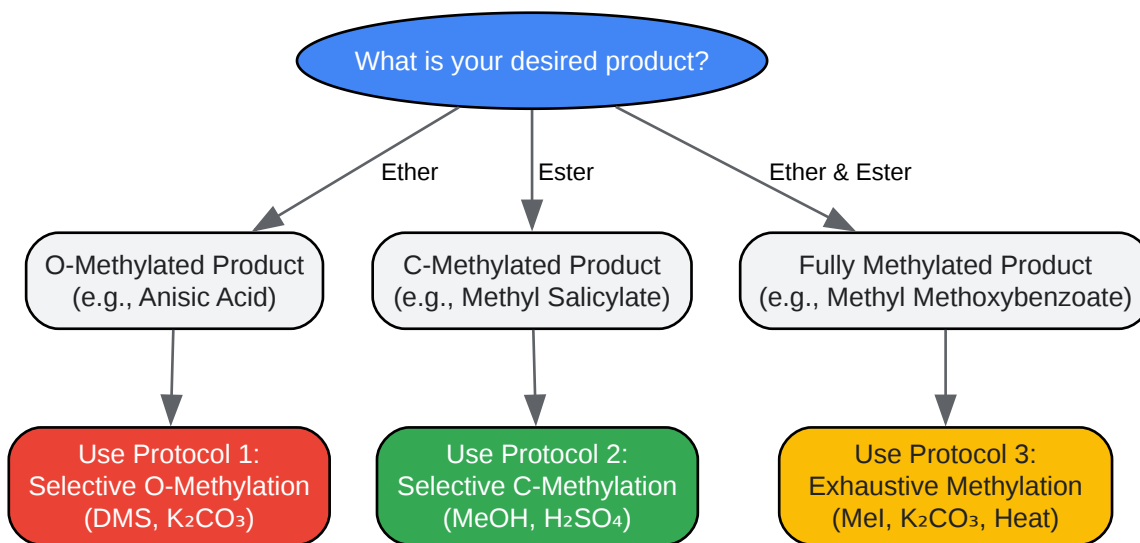 What is your desired product?
Ether
Ester
Ether & Ester
O-Methylated Product
(e.g., Anisic Acid)
C-Methylated Product
(e.g., Methyl Salicylate)
Fully Methylated Product
(e.g., Methyl Methoxybenzoate)
Use Protocol 1:
Selective O-Methylation
(DMS, K₂CO₃)
Use Protocol 2:
Selective C-Methylation
(MeOH, H₂SO₄)
Use Protocol 3:
Exhaustive Methylation
(MeI, K₂CO₃, Heat)